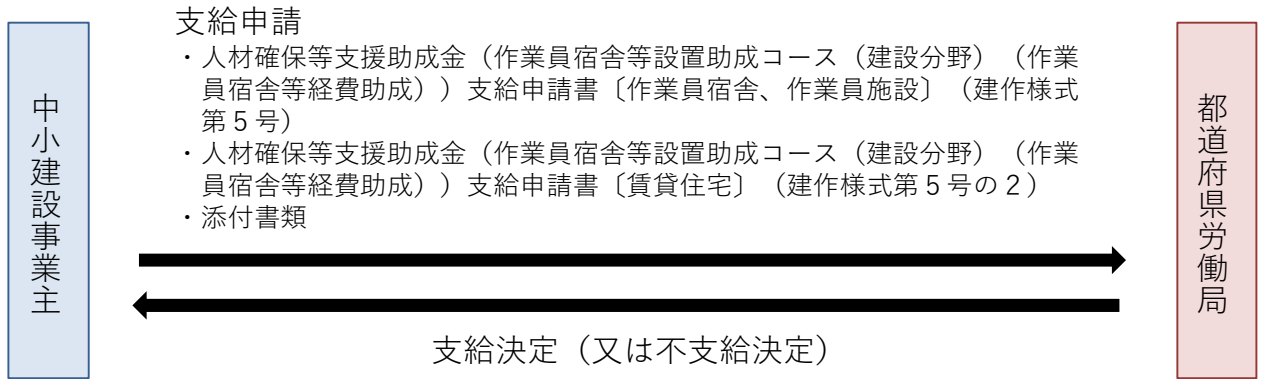 中小建設事業主
支給申請
・人材確保等支援助成金（作業員宿舎等設置助成コース（建設分野）（作業
員宿舎等経費助成））支給申請書〔作業員宿舎、作業員施設〕（建作様式
第５号）
・人材確保等支援助成金（作業員宿舎等設置助成コース（建設分野）（作業
員宿舎等経費助成））支給申請書〔賃貸住宅〕（建作様式第５号の２）
・添付書類
支給決定（又は不支給決定）
都道府県労働局